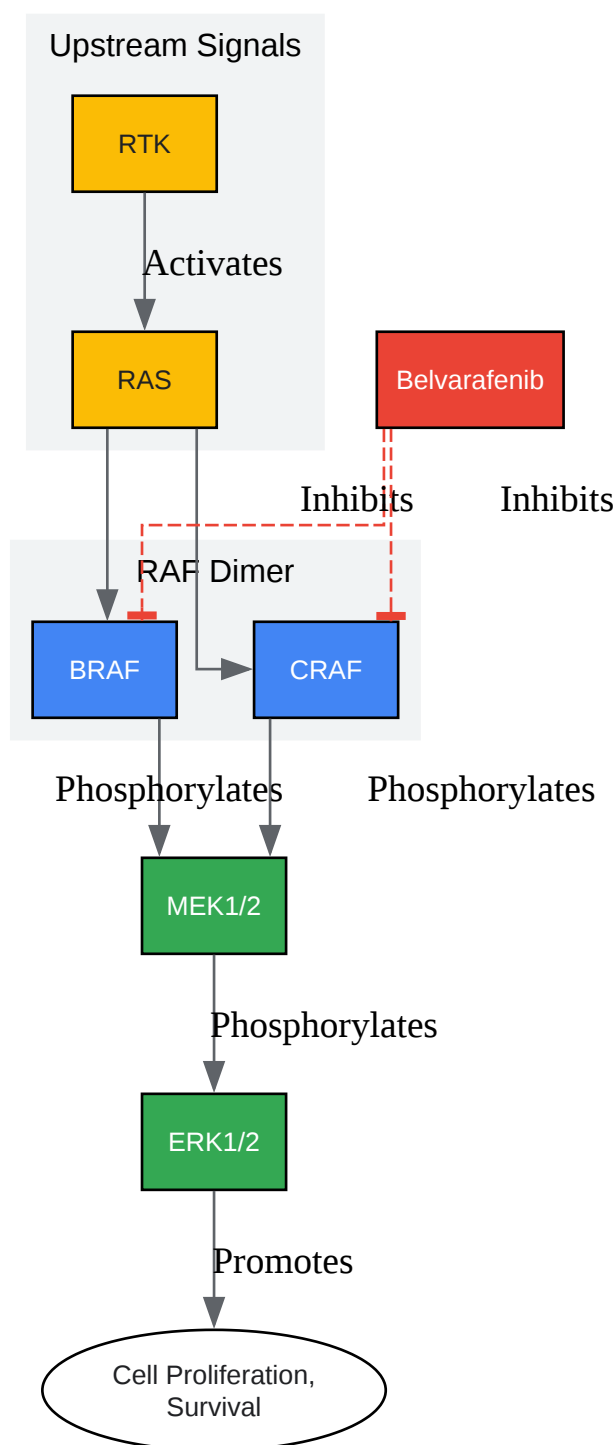 Upstream Signals
RTK
Activates
RAS
Belvarafenib
Inhibits
Inhibits
RAF Dimer
BRAF
CRAF
Phosphorylates
Phosphorylates
MEK1/2
Phosphorylates
ERK1/2
Promotes
Cell Proliferation,
Survival